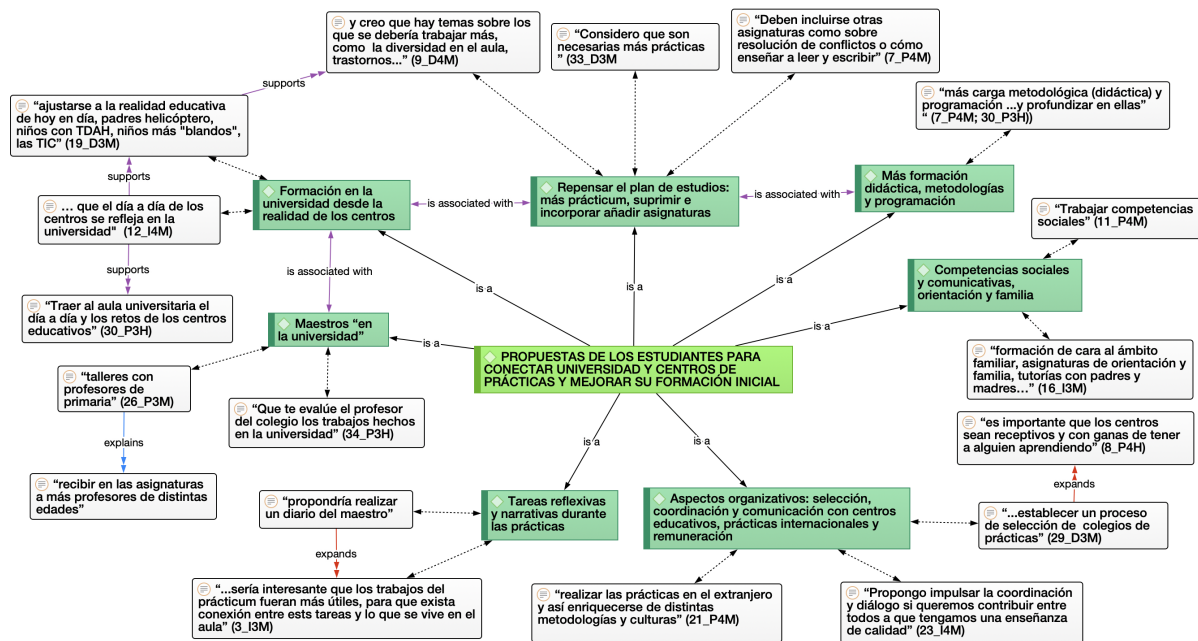 y creo que hay temas sobre los
que se debería trabajar más,
como  la diversidad en el aula,
trastornos...” (9_D4M)
“Considero que son
necesarias más prácticas
” (33_D3M
“Deben incluirse otras
asignaturas como sobre
resolución de conflictos o cómo
enseñar a leer y escribir” (7_P4M)
supports
“más carga metodológica (didáctica) y
programación ...y profundizar en ellas”
“ (7_P4M; 30_P3H))
“ajustarse a la realidad educativa
de hoy en día, padres helicóptero,
niños con TDAH, niños más "blandos",
las TIC” (19_D3M)
supports
Formación en la
universidad desde la
realidad de los centros
is associated with
Repensar el plan de estudios:
más prácticum, suprimir e
incorporar añadir asignaturas
is associated with
Más formación
didáctica, metodologías
y programación
… que el día a día de los
centros se refleja en la
universidad"  (12_I4M)
“Trabajar competencias
sociales” (11_P4M)
supports
is associated with
Competencias sociales
y comunicativas,
orientación y familia
is a
is a
is a
is a
“Traer al aula universitaria el
día a día y los retos de los centros
educativos” (30_P3H)
Maestros “en
la universidad”
is a
PROPUESTAS DE LOS ESTUDIANTES PARA
CONECTAR UNIVERSIDAD Y CENTROS DE
PRÁCTICAS Y MEJORAR SU FORMACIÓN INICIAL
“formación de cara al ámbito
familiar, asignaturas de orientación y
familia, tutorías con padres y
madres…” (16_I3M)
“talleres con
profesores de
primaria” (26_P3M)
“Que te evalúe el profesor
del colegio los trabajos hechos
en la universidad” (34_P3H)
“es importante que los centros
sean receptivos y con ganas de tener
a alguien aprendiendo”
(8_P4H)
explains
is a
is a
“recibir en las asignaturas
a más profesores de distintas
edades”
expands
“propondría realizar
un diario del maestro”
Tareas reflexivas
y narrativas durante
las prácticas
Aspectos organizativos: selección,
coordinación y comunicación con centros
educativos, prácticas internacionales y
remuneración
“...establecer un proceso
de selección de  colegios de
prácticas” (29_D3M)
expands
“...sería interesante que los trabajos del
prácticum fueran más útiles, para que exista
conexión entre ests tareas y lo que se vive en el
aula” (3_I3M)
“realizar las prácticas en el extranjero
y así enriquecerse de distintas
metodologías y culturas” (21_P4M)
“Propongo impulsar la coordinación
y diálogo si queremos contribuir entre
todos a que tengamos una enseñanza
de calidad” (23_I4M)